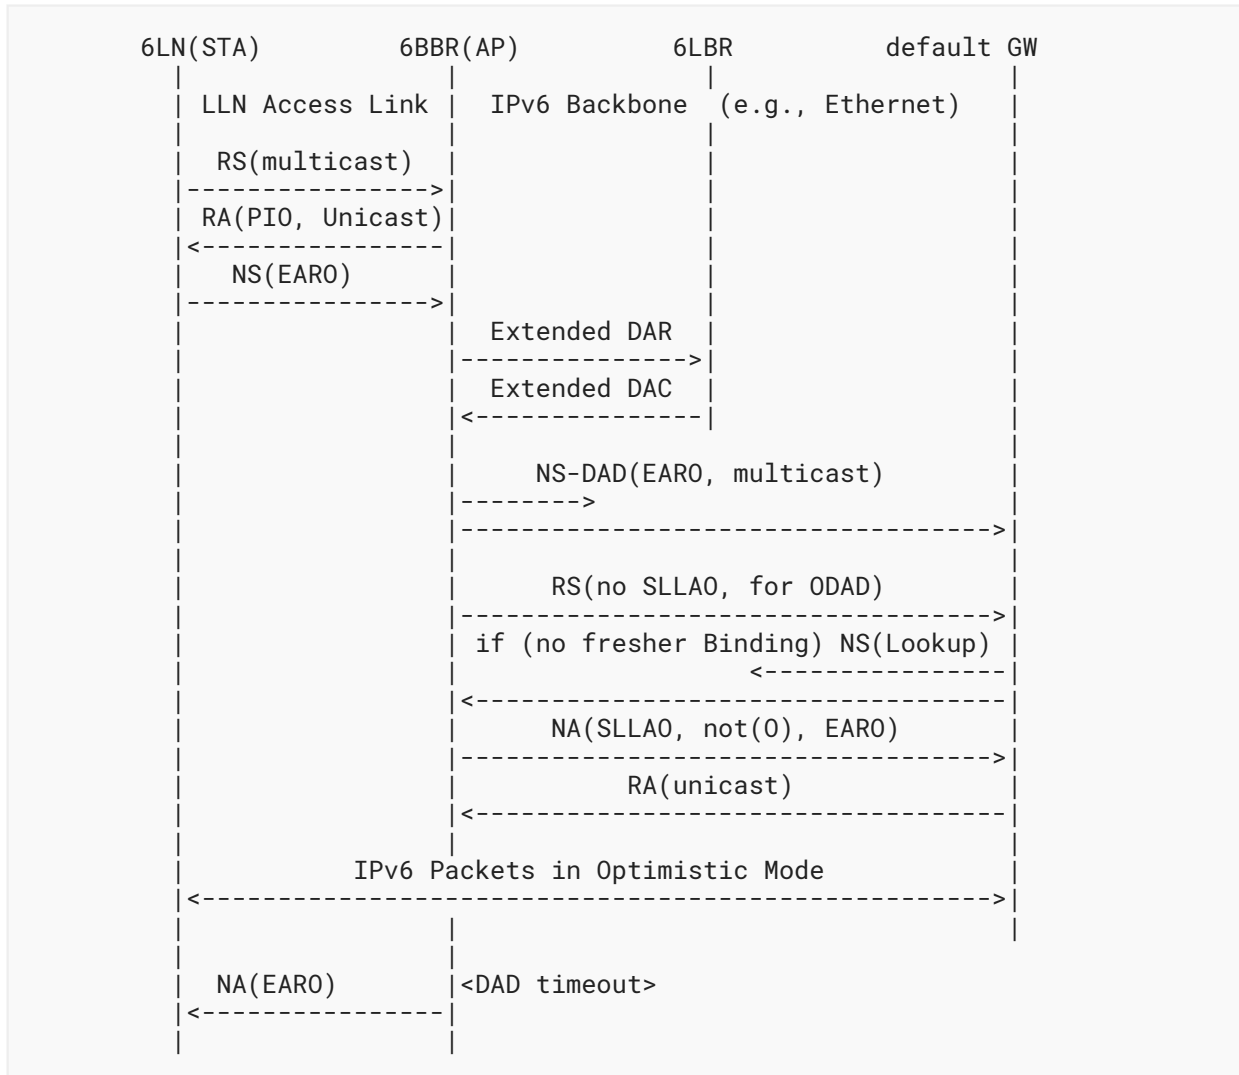 6LN(STA)         6BBR(AP)          6LBR          default GW
  |                 |                |                   |
  | LLN Access Link |  IPv6 Backbone  (e.g., Ethernet)   |
  |                 |                |                   |
  |  RS(multicast)  |                |                   |
  |---------------->|                |                   |
  | RA(PIO, Unicast)|                |                   |
  |<----------------|                |                   |
  |   NS(EARO)      |                |                   |
  |---------------->|                |                   |
  |                 |  Extended DAR  |                   |
  |                 |--------------->|                   |
  |                 |  Extended DAC  |                   |
  |                 |<---------------|                   |
  |                 |                                    |
  |                 |     NS-DAD(EARO, multicast)        |
  |                 |-------->                           |
  |                 |----------------------------------->|
  |                 |                                    |
  |                 |      RS(no SLLAO, for ODAD)        |
  |                 |----------------------------------->|
  |                 | if (no fresher Binding) NS(Lookup) |
  |                 |                   <----------------|
  |                 |<-----------------------------------|
  |                 |      NA(SLLAO, not(O), EARO)       |
  |                 |----------------------------------->|
  |                 |           RA(unicast)              |
  |                 |<-----------------------------------|
  |                 |                                    |
  |           IPv6 Packets in Optimistic Mode            |
  |<---------------------------------------------------->|
  |                 |                                    |
  |                 |
  |  NA(EARO)       |<DAD timeout>
  |<----------------|
  |                 |